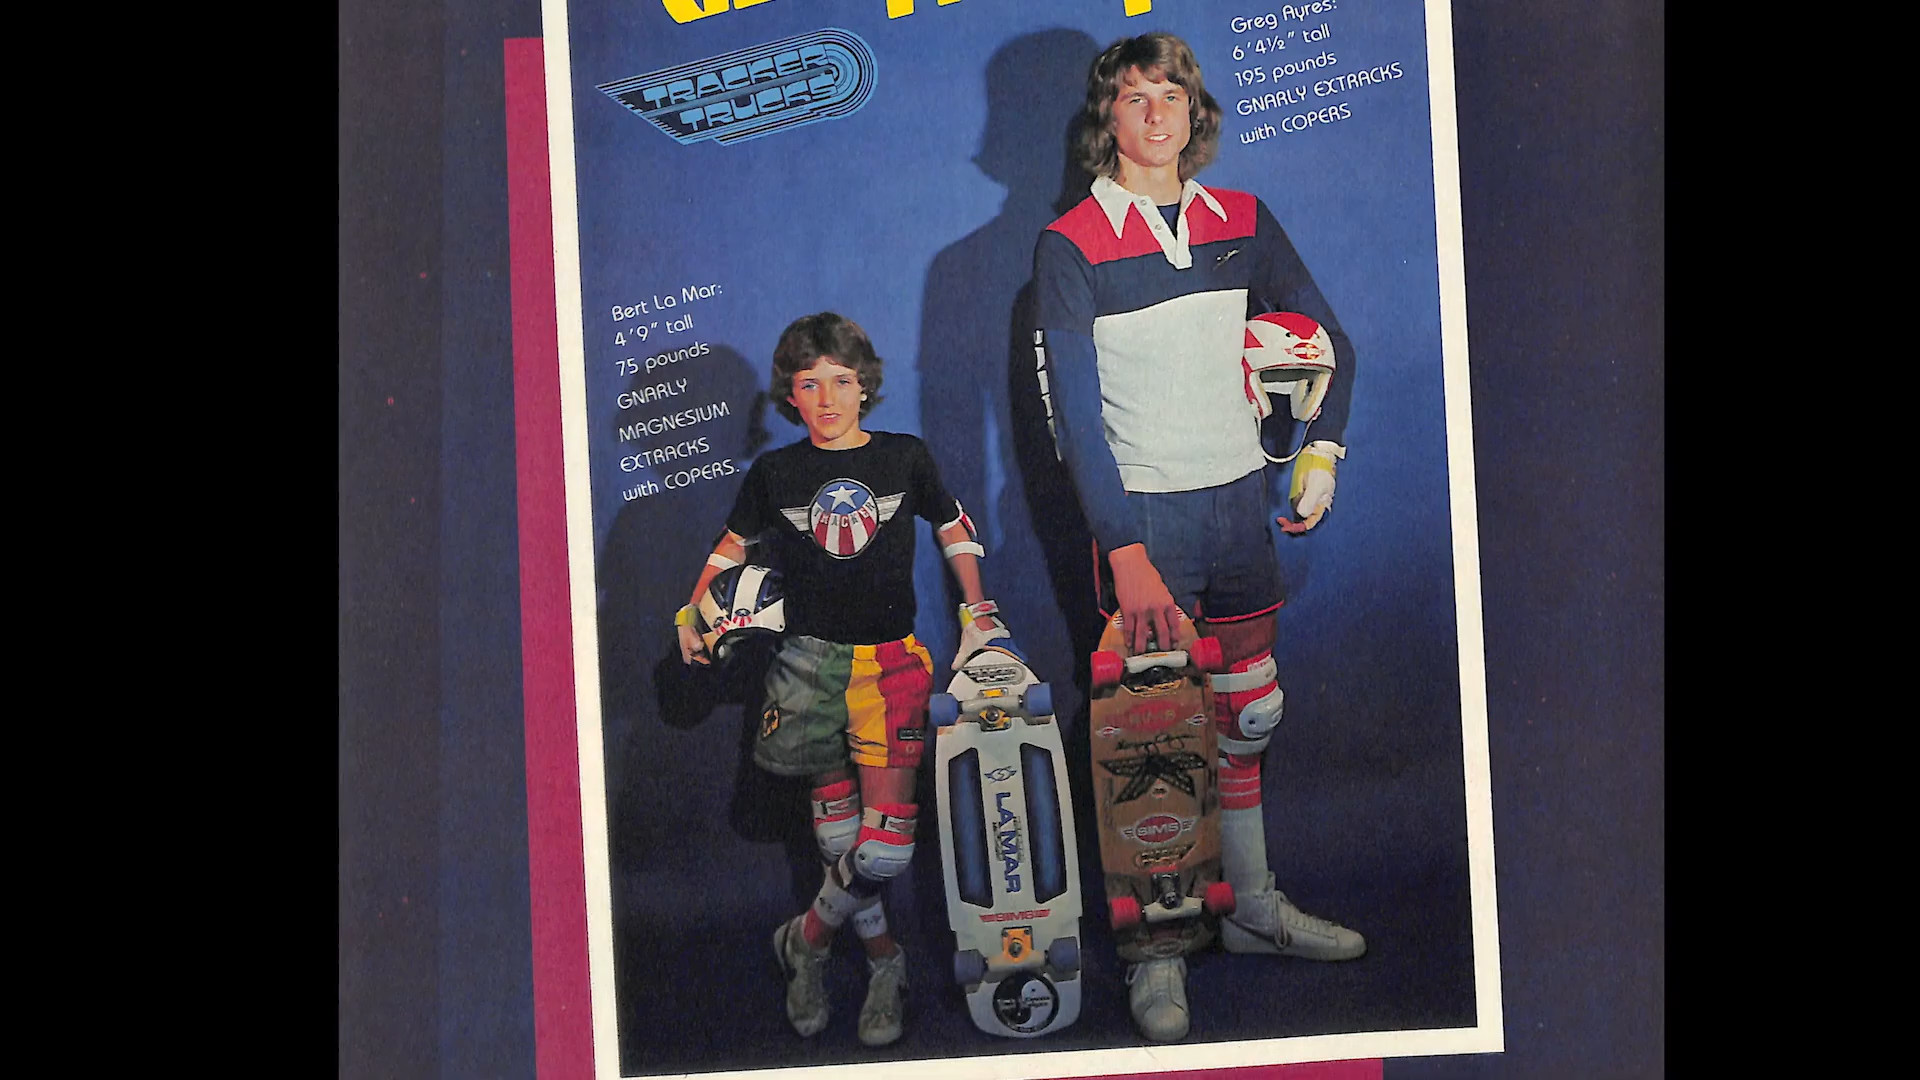 Greg Ayres:
6'4½" tall
195 pounds
GNARLY EXTRACKS
with COPERS
TRACKER
TRUCKS
Bert La Mar:
4'9" tall
75 pounds
GNARLY
MAGNESIUM
EXTRACKS
with COPERS.
TRACKER
LAMAR
SIMS
SIMS